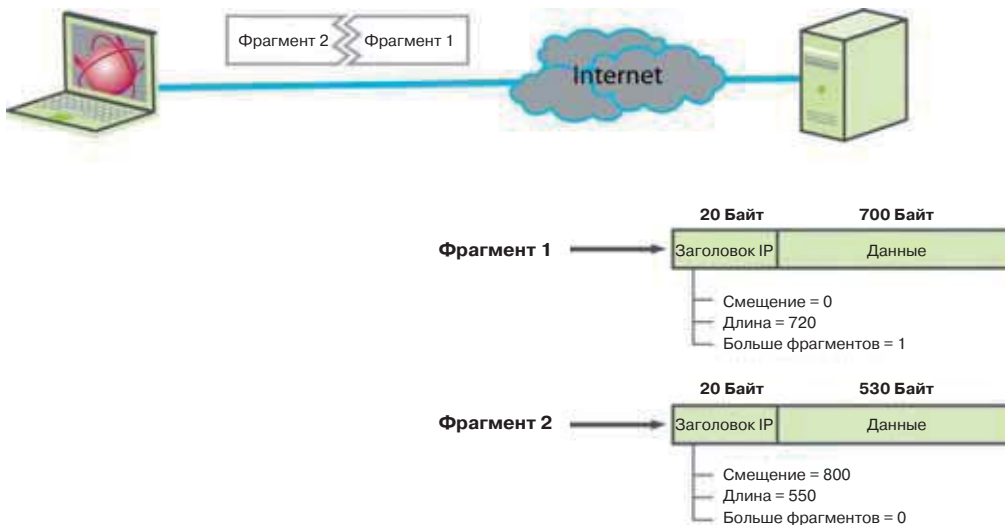 Фрагмент 2 Фрагмент 1
Internet
20 Байт 700 Байт
Фрагмент 1 Заголовок IP Данные
Смещение = 0
Длина = 720
Больше фрагментов = 1
20 Байт 530 Байт
Фрагмент 2 Заголовок IP Данные
Смещение = 800
Длина = 550
Больше фрагментов = 0